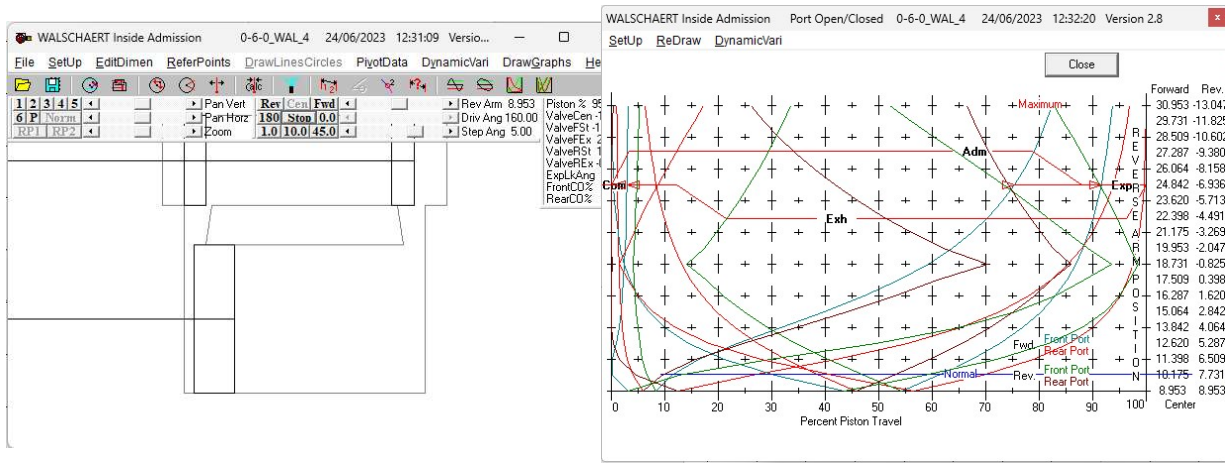 WALSCHAERT Inside Admission 0-6-0_WAL_4 24/06/2023 12:31:09 Versio...
File SetUp EditDimen ReferPoints DrawLinesCircles PivotData DynamicVari DrawGraphs He
1 2 3 4 5 Pan Vert Rev Cen Fwd Rev Arm 8.953 Piston % 95
6 P Norm Pan Horz 180 Stop 0.0 Driv Ang 160.00 ValveCen -1
RP1 RP2 Zoom 1.0 10.0 45.0 Step Ang 5.00 ValveFSt -1
ValveFEx 2
ValveRSt 1
ValveREx -
ExpLkAng
FrontCO%
RearCO%
WALSCHAERT Inside Admission Port Open/Closed 0-6-0_WAL_4 24/06/2023 12:32:20 Version 2.8
SetUp ReDraw DynamicVari
Close
Forward Rev.
Maximum 30.953 -13.04
29.731 -11.825
28.509 -10.602
Adm 27.287 -9.380
26.064 -8.158
Com Exp 24.842 -6.936
23.620 -5.713
Exh 22.398 -4.491
21.175 -3.269
19.953 -2.047
18.731 -0.825
17.509 0.398
16.287 1.620
15.064 2.842
13.842 4.064
Fwd. Front Port 12.620 5.287
Rear Port 11.398 6.509
Normal Rev. Front Port 10.175 7.731
Rear Port 8.953 8.953
REVERSE ARM POSITION
0 10 20 30 40 50 60 70 80 90 100 Center
Percent Piston Travel